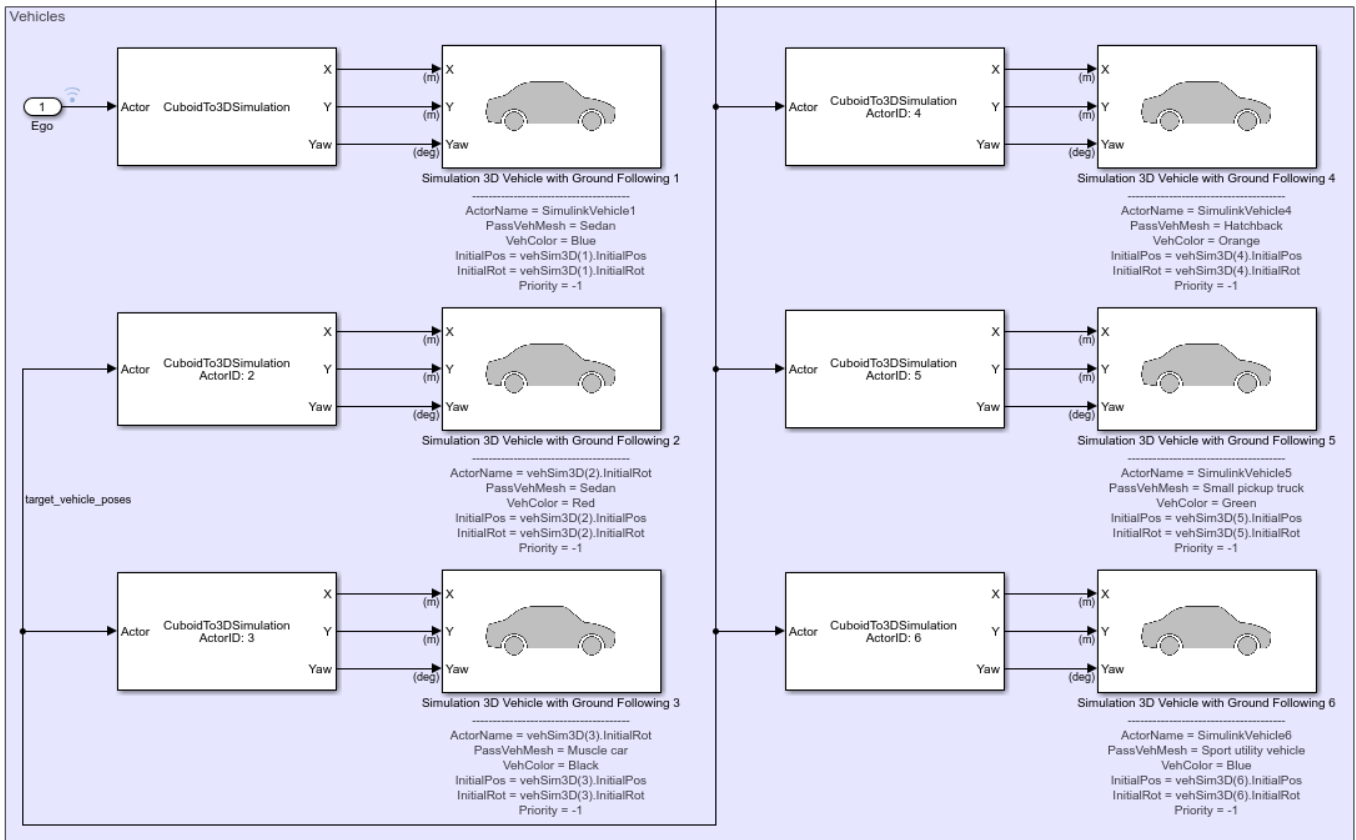 Vehicles
1
Ego
Actor
CuboidTo3DSimulation
X
Y
Yaw
(m)
(m)
(deg)
X
Y
Yaw
Simulation 3D Vehicle with Ground Following 1
---------------------------------------
ActorName = SimulinkVehicle1
PassVehMesh = Sedan
VehColor = Blue
InitialPos = vehSim3D(1).InitialPos
InitialRot = vehSim3D(1).InitialRot
Priority = -1
Actor
CuboidTo3DSimulation
ActorID: 2
X
Y
Yaw
(m)
(m)
(deg)
X
Y
Yaw
Simulation 3D Vehicle with Ground Following 2
---------------------------------------
ActorName = vehSim3D(2).InitialRot
PassVehMesh = Sedan
VehColor = Red
InitialPos = vehSim3D(2).InitialPos
InitialRot = vehSim3D(2).InitialRot
Priority = -1
target_vehicle_poses
Actor
CuboidTo3DSimulation
ActorID: 3
X
Y
Yaw
(m)
(m)
(deg)
X
Y
Yaw
Simulation 3D Vehicle with Ground Following 3
---------------------------------------
ActorName = vehSim3D(3).InitialRot
PassVehMesh = Muscle car
VehColor = Black
InitialPos = vehSim3D(3).InitialPos
InitialRot = vehSim3D(3).InitialRot
Priority = -1
Actor
CuboidTo3DSimulation
ActorID: 4
X
Y
Yaw
(m)
(m)
(deg)
X
Y
Yaw
Simulation 3D Vehicle with Ground Following 4
---------------------------------------
ActorName = SimulinkVehicle4
PassVehMesh = Hatchback
VehColor = Orange
InitialPos = vehSim3D(4).InitialPos
InitialRot = vehSim3D(4).InitialRot
Priority = -1
Actor
CuboidTo3DSimulation
ActorID: 5
X
Y
Yaw
(m)
(m)
(deg)
X
Y
Yaw
Simulation 3D Vehicle with Ground Following 5
---------------------------------------
ActorName = SimulinkVehicle5
PassVehMesh = Small pickup truck
VehColor = Green
InitialPos = vehSim3D(5).InitialPos
InitialRot = vehSim3D(5).InitialRot
Priority = -1
Actor
CuboidTo3DSimulation
ActorID: 6
X
Y
Yaw
(m)
(m)
(deg)
X
Y
Yaw
Simulation 3D Vehicle with Ground Following 6
---------------------------------------
ActorName = SimulinkVehicle6
PassVehMesh = Sport utility vehicle
VehColor = Blue
InitialPos = vehSim3D(6).InitialPos
InitialRot = vehSim3D(6).InitialRot
Priority = -1